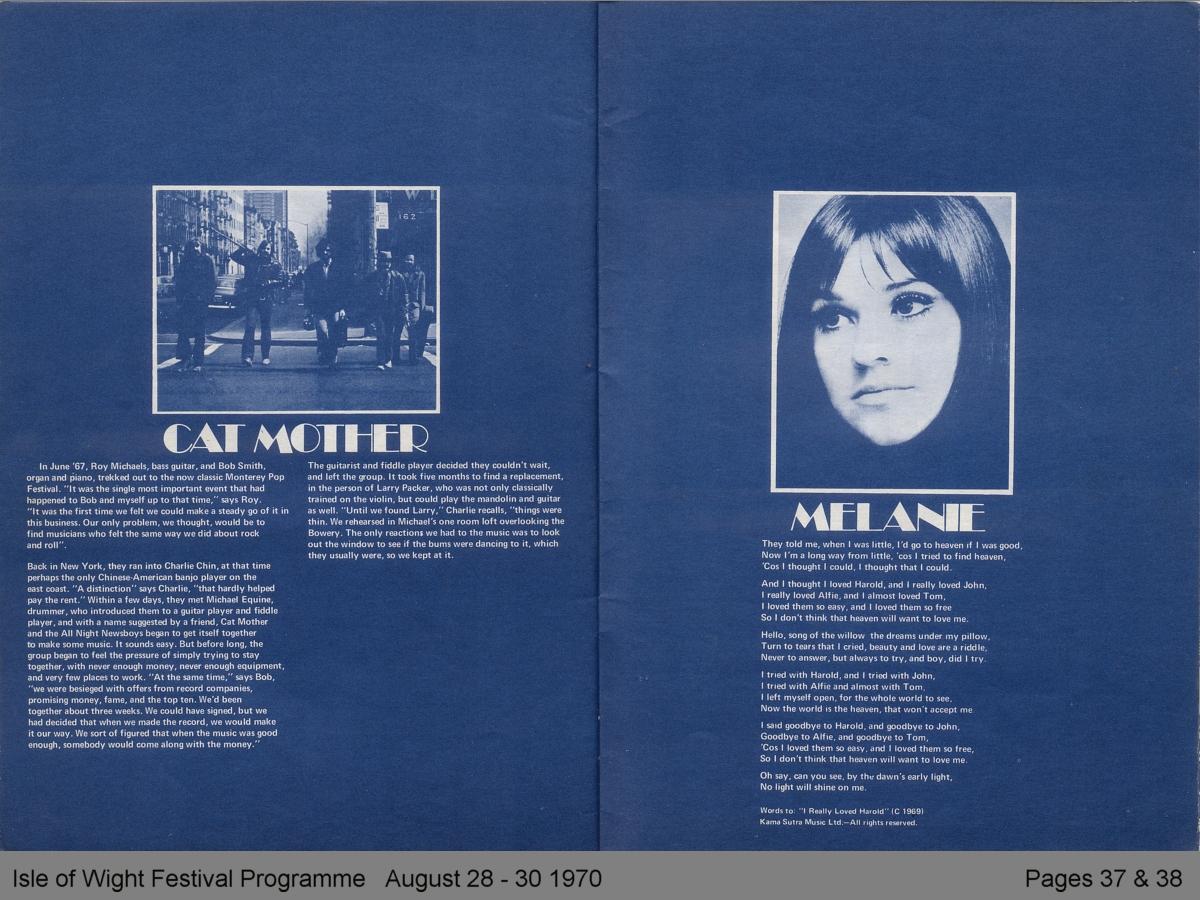 162
CAT MOTHER
In June '67, Roy Michaels, bass guitar, and Bob Smith,
organ and piano, trekked out to the now classic Monterey Pop
Festival. "It was the single most important event that had
happened to Bob and myself up to that time," says Roy.
"It was the first time we felt we could make a steady go of it in
this business. Our only problem, we thought, would be to
find musicians who felt the same way we did about rock
and roll".
Back in New York, they ran into Charlie Chin, at that time
perhaps the only Chinese-American banjo player on the
east coast. "A distinction" says Charlie, "that hardly helped
pay the rent." Within a few days, they met Michael Equine,
drummer, who introduced them to a guitar player and fiddle
player, and with a name suggested by a friend, Cat Mother
and the All Night Newsboys began to get itself together
to make some music. It sounds easy. But before long, the
group began to feel the pressure of simply trying to stay
together, with never enough money, never enough equipment,
and very few places to work. "At the same time," says Bob,
"we were besieged with offers from record companies,
promising money, fame, and the top ten. We'd been
together about three weeks. We could have signed, but we
had decided that when we made the record, we would make
it our way. We sort of figured that when the music was good
enough, somebody would come along with the money."
The guitarist and fiddle player decided they couldn't wait,
and left the group. It took five months to find a replacement,
in the person of Larry Packer, who was not only classically
trained on the violin, but could play the mandolin and guitar
as well. "Until we found Larry," Charlie recalls, "things were
thin. We rehearsed in Michael's one room loft overlooking the
Bowery. The only reactions we had to the music was to look
out the window to see if the bums were dancing to it, which
they usually were, so we kept at it.
MELANIE
They told me, when I was little, I'd go to heaven if I was good,
Now I'm a long way from little, 'cos I tried to find heaven,
'Cos I thought I could, I thought that I could.
And I thought I loved Harold, and I really loved John,
I really loved Alfie, and I almost loved Tom,
I loved them so easy, and I loved them so free
So I don't think that heaven will want to love me.
Hello, song of the willow the dreams under my pillow,
Turn to tears that I cried, beauty and love are a riddle,
Never to answer, but always to try, and boy, did I try.
I tried with Harold, and I tried with John,
I tried with Alfie and almost with Tom,
I left myself open, for the whole world to see,
Now the world is the heaven, that won't accept me.
I said goodbye to Harold, and goodbye to John,
Goodbye to Alfie, and goodbye to Tom,
'Cos I loved them so easy, and I loved them so free,
So I don't think that heaven will want to love me.
Oh say, can you see, by the dawn's early light,
No light will shine on me.
Words to: "I Really Loved Harold" (C 1969)
Kama Sutra Music Ltd.—All rights reserved.
Isle of Wight Festival Programme August 28 - 30 1970
Pages 37 & 38